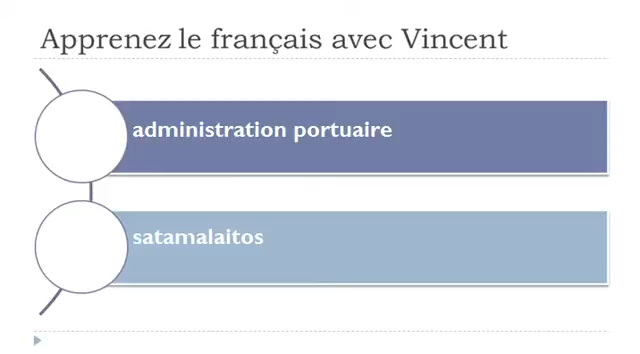 Apprenez le français avec Vincent
administration portuaire
satamalaitos